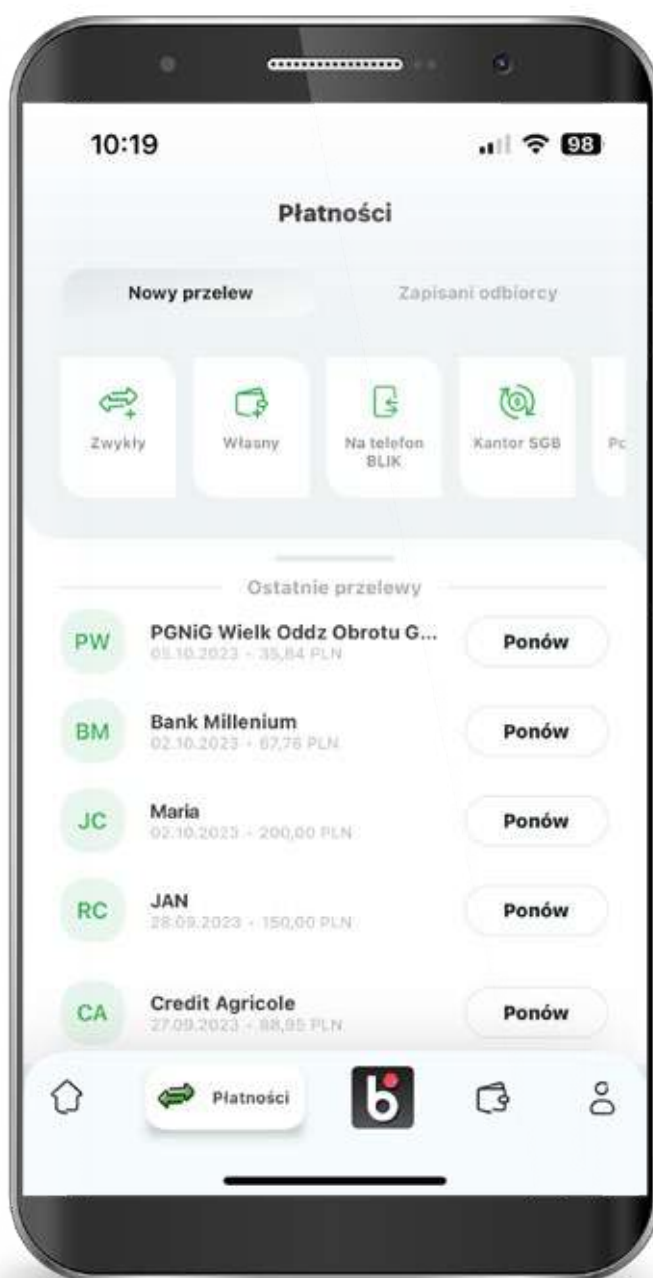 10:19
98
Płatności
Nowy przelew
Zapisani odbiorcy
Zwykły
Własny
Na telefon
BLIK
Kantor SGB
Pc
Ostatnie przelewy
PW
PGNiG Wielk Oddz Obrotu G...
05.10.2023 - 35,84 PLN
Ponów
BM
Bank Millenium
02.10.2023 - 67,76 PLN
Ponów
JC
Maria
02.10.2023 - 200,00 PLN
Ponów
RC
JAN
28.09.2023 - 150,00 PLN
Ponów
CA
Credit Agricole
27.09.2023 - 88,95 PLN
Ponów
Płatności
b